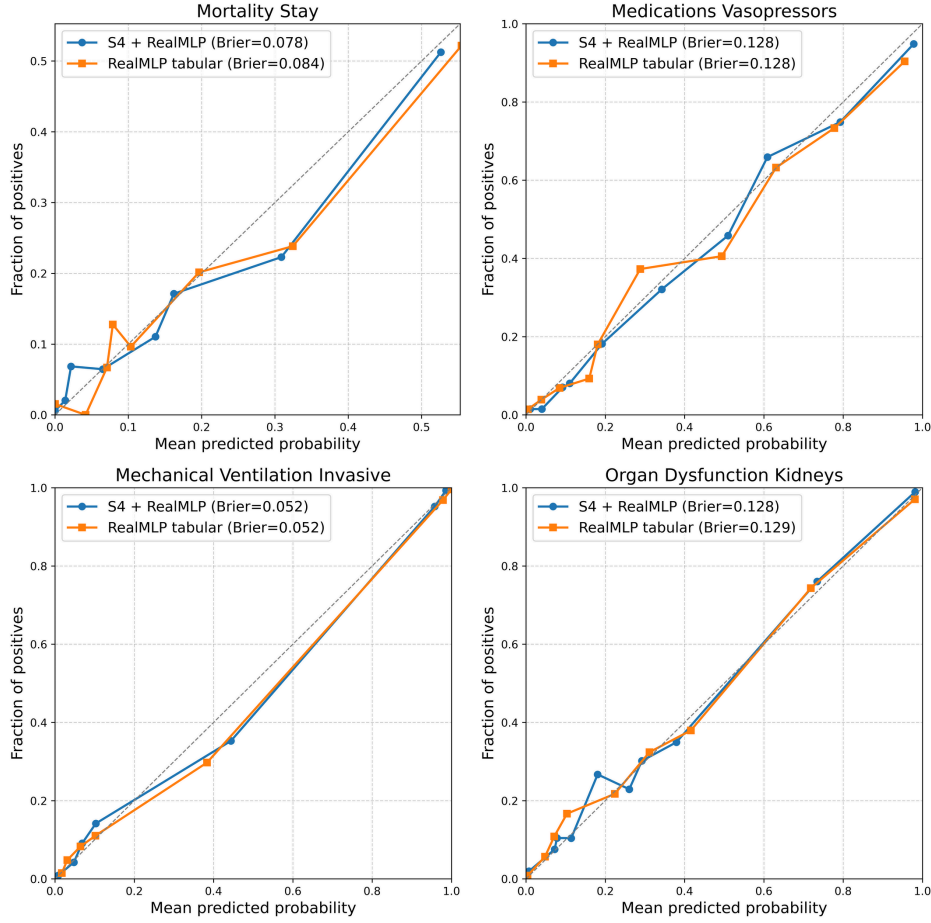 Mortality Stay
S4 + RealMLP (Brier=0.078)
RealMLP tabular (Brier=0.084)
0.5
0.4
0.3
0.2
0.1
0.0
Fraction of positives
0.0 0.1 0.2 0.3 0.4 0.5
Mean predicted probability
Medications Vasopressors
S4 + RealMLP (Brier=0.128)
RealMLP tabular (Brier=0.128)
1.0
0.8
0.6
0.4
0.2
0.0
Fraction of positives
0.0 0.2 0.4 0.6 0.8 1.0
Mean predicted probability
Mechanical Ventilation Invasive
S4 + RealMLP (Brier=0.052)
RealMLP tabular (Brier=0.052)
1.0
0.8
0.6
0.4
0.2
0.0
Fraction of positives
0.0 0.2 0.4 0.6 0.8 1.0
Mean predicted probability
Organ Dysfunction Kidneys
S4 + RealMLP (Brier=0.128)
RealMLP tabular (Brier=0.129)
1.0
0.8
0.6
0.4
0.2
0.0
Fraction of positives
0.0 0.2 0.4 0.6 0.8 1.0
Mean predicted probability